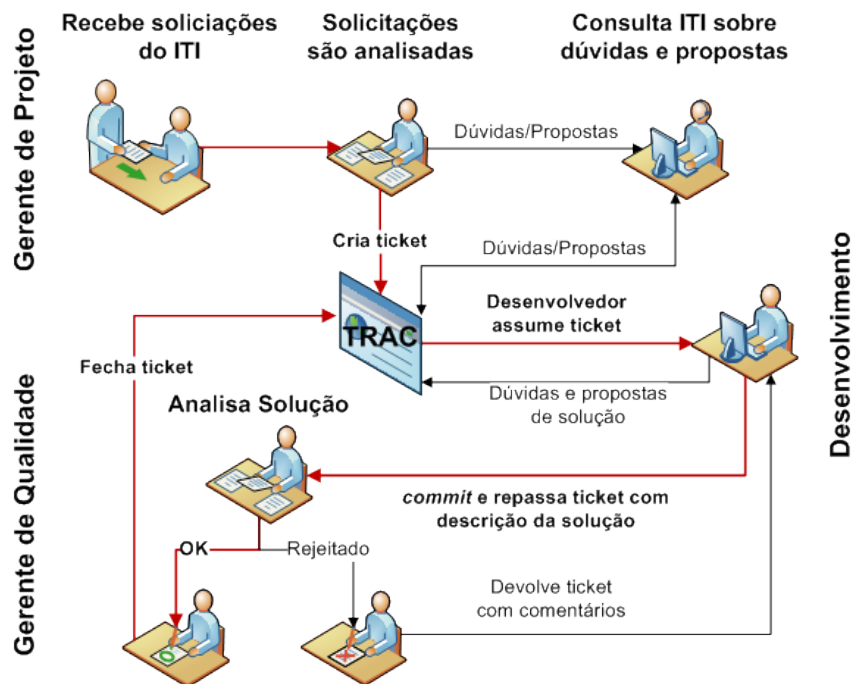 Recebe soliciações
do ITI
Solicitações
são analisadas
Consulta ITI sobre
dúvidas e propostas
Gerente de Projeto
Dúvidas/Propostas
Cria ticket
Dúvidas/Propostas
TRAC
Desenvolvedor
assume ticket
Desenvolvimento
Fecha ticket
Dúvidas e propostas
de solução
Analisa Solução
Gerente de Qualidade
commit e repassa ticket com
descrição da solução
OK
Rejeitado
Devolve ticket
com comentários